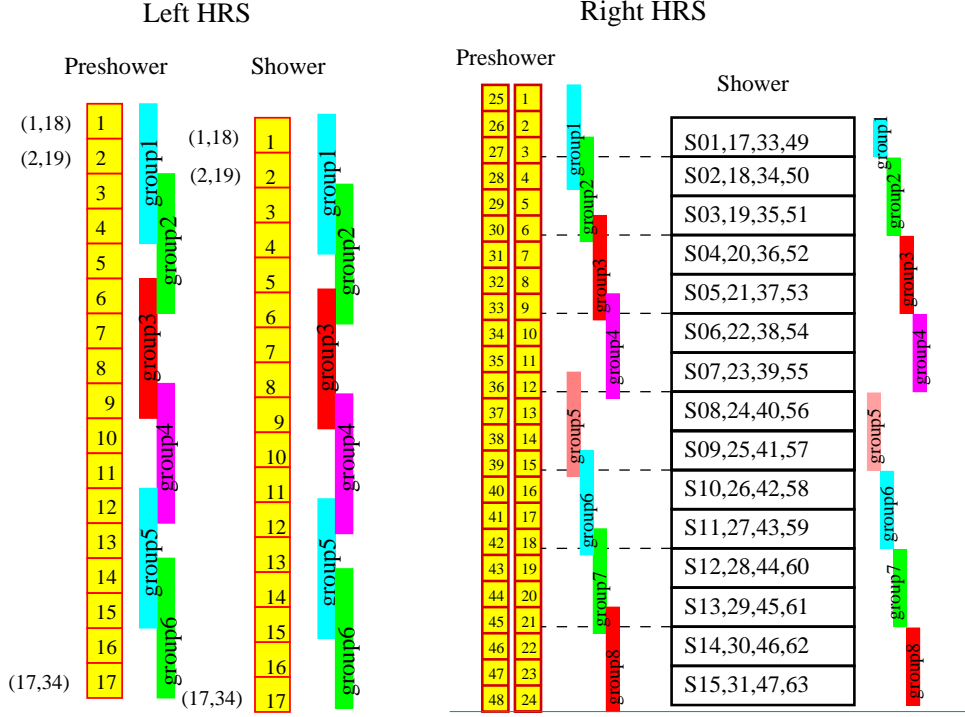 Left HRS
Preshower
Shower
(1,18)
(2,19)
(17,34)
1
2
3
4
5
6
7
8
9
10
11
12
13
14
15
16
17
group1
group2
group3
group4
group5
group6
(1,18)
(2,19)
(17,34)
1
2
3
4
5
6
7
8
9
10
11
12
13
14
15
16
17
group1
group2
group3
group4
group5
group6
Right HRS
Preshower
Shower
25 1
26 2
27 3
28 4
29 5
30 6
31 7
32 8
33 9
34 10
35 11
36 12
37 13
38 14
39 15
40 16
41 17
42 18
43 19
44 20
45 21
46 22
47 23
48 24
group1
group2
group3
group4
group5
group6
group7
group8
S01,17,33,49
S02,18,34,50
S03,19,35,51
S04,20,36,52
S05,21,37,53
S06,22,38,54
S07,23,39,55
S08,24,40,56
S09,25,41,57
S10,26,42,58
S11,27,43,59
S12,28,44,60
S13,29,45,61
S14,30,46,62
S15,31,47,63
group1
group2
group3
group4
group5
group6
group7
group8